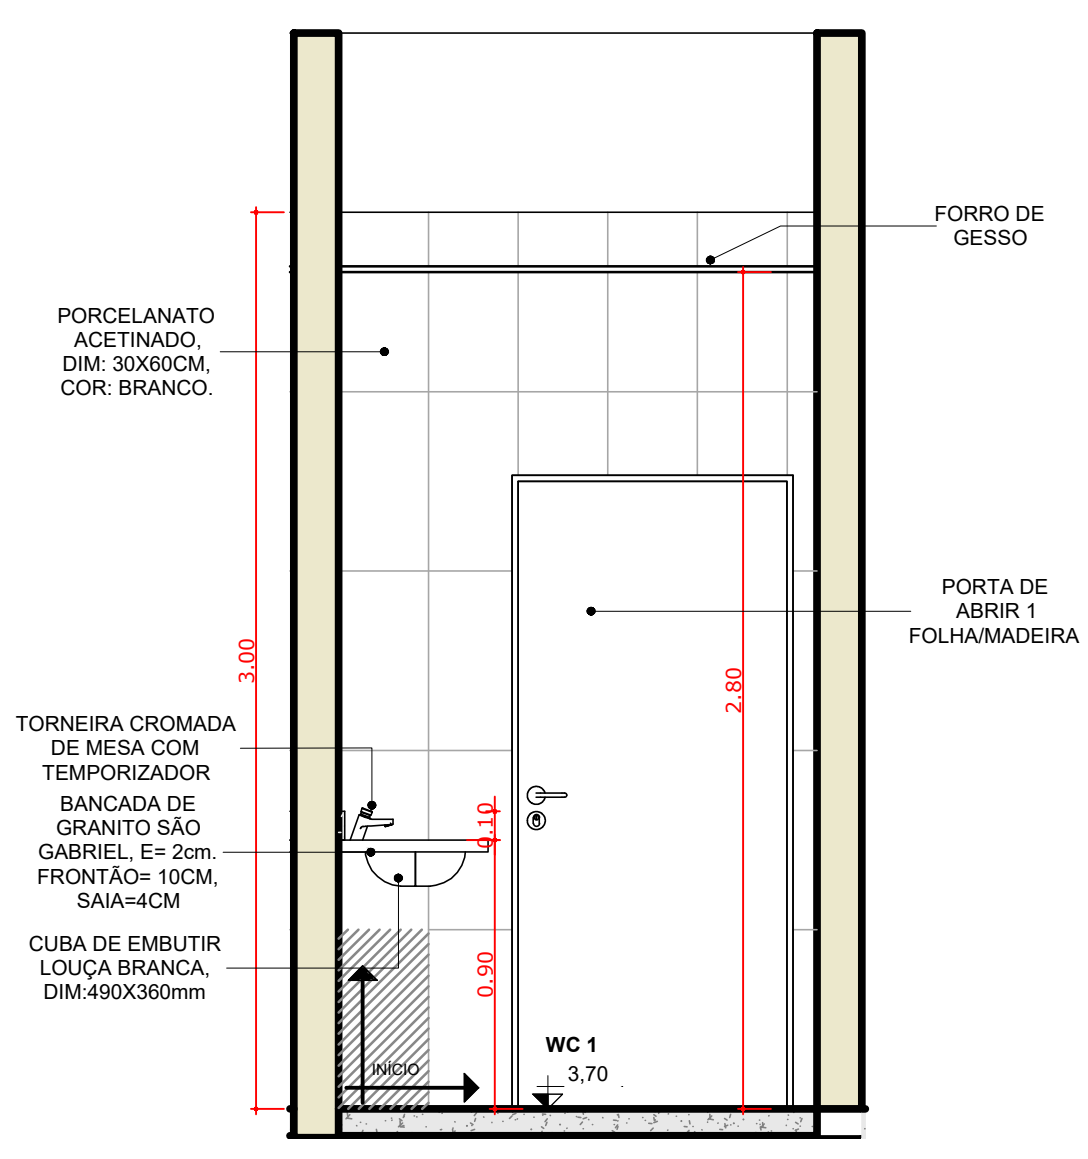 FORRO DE
GESSO
PORCELANATO
ACETINADO,
DIM: 30X60CM,
COR: BRANCO.
PORTA DE
ABRIR 1
FOLHA/MADEIRA
3.00
2.80
TORNEIRA CROMADA
DE MESA COM
TEMPORIZADOR
BANCADA DE
GRANITO SÃO
GABRIEL, E= 2cm.
FRONTÃO= 10CM,
SAIA=4CM
0.10
CUBA DE EMBUTIR
LOUÇA BRANCA,
DIM:490X360mm
0.90
INÍCIO
WC 1
3,70